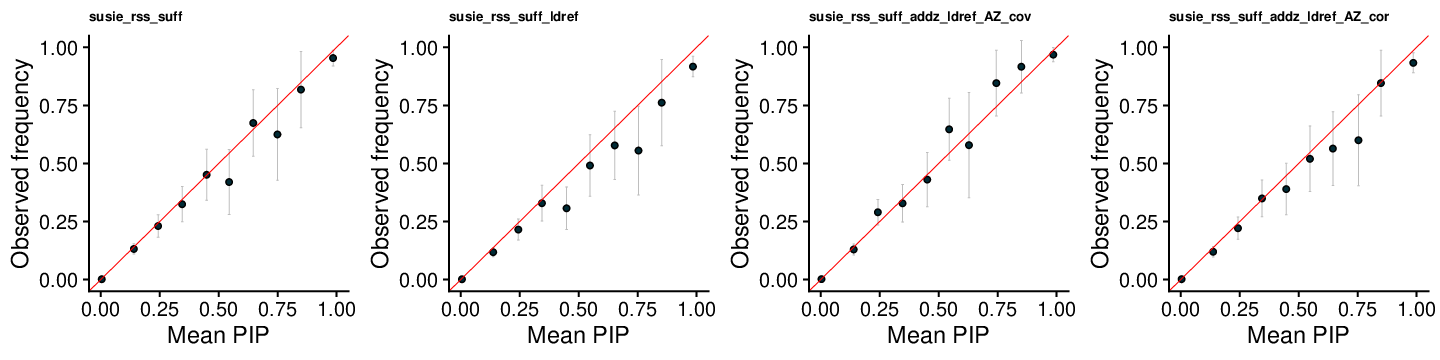 susie_rss_suff
Observed frequency
1.00
0.75
0.50
0.25
0.00
0.00 0.25 0.50 0.75 1.00
Mean PIP
susie_rss_suff_ldref
Observed frequency
1.00
0.75
0.50
0.25
0.00
0.00 0.25 0.50 0.75 1.00
Mean PIP
susie_rss_suff_addz_ldref_AZ_cov
Observed frequency
1.00
0.75
0.50
0.25
0.00
0.00 0.25 0.50 0.75 1.00
Mean PIP
susie_rss_suff_addz_ldref_AZ_cor
Observed frequency
1.00
0.75
0.50
0.25
0.00
0.00 0.25 0.50 0.75 1.00
Mean PIP